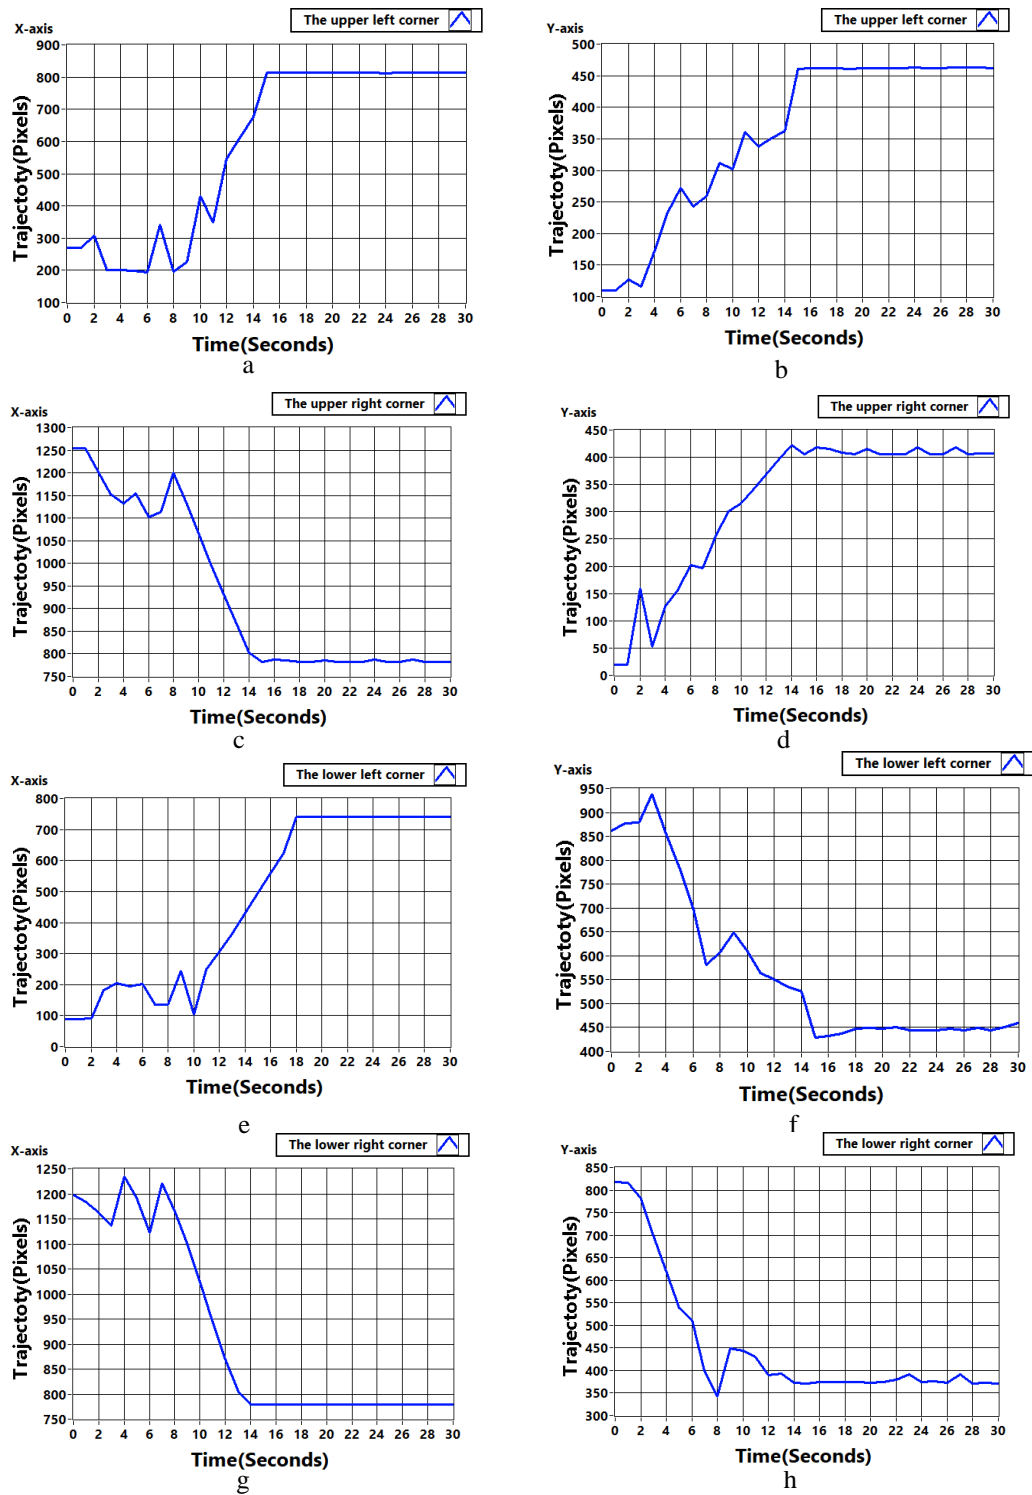 The upper left corner
X-axis
900
800
700
600
500
400
300
200
100
Trajectoty(Pixels)
0 2 4 6 8 10 12 14 16 18 20 22 24 26 28 30
Time(Seconds)
a
The upper left corner
Y-axis
500
450
400
350
300
250
200
150
100
Trajectoty(Pixels)
0 2 4 6 8 10 12 14 16 18 20 22 24 26 28 30
Time(Seconds)
b
The upper right corner
X-axis
1300
1250
1200
1150
1100
1050
1000
950
900
850
800
750
Trajectoty(Pixels)
0 2 4 6 8 10 12 14 16 18 20 22 24 26 28 30
Time(Seconds)
c
The upper right corner
Y-axis
450
400
350
300
250
200
150
100
50
0
Trajectoty(Pixels)
0 2 4 6 8 10 12 14 16 18 20 22 24 26 28 30
Time(Seconds)
d
The lower left corner
X-axis
800
700
600
500
400
300
200
100
0
Trajectoty(Pixels)
0 2 4 6 8 10 12 14 16 18 20 22 24 26 28 30
Time(Seconds)
e
The lower left corner
Y-axis
950
900
850
800
750
700
650
600
550
500
450
400
Trajectoty(Pixels)
0 2 4 6 8 10 12 14 16 18 20 22 24 26 28 30
Time(Seconds)
f
The lower right corner
X-axis
1250
1200
1150
1100
1050
1000
950
900
850
800
750
Trajectoty(Pixels)
0 2 4 6 8 10 12 14 16 18 20 22 24 26 28 30
Time(Seconds)
g
The lower right corner
Y-axis
850
800
750
700
650
600
550
500
450
400
350
300
Trajectoty(Pixels)
0 2 4 6 8 10 12 14 16 18 20 22 24 26 28 30
Time(Seconds)
h